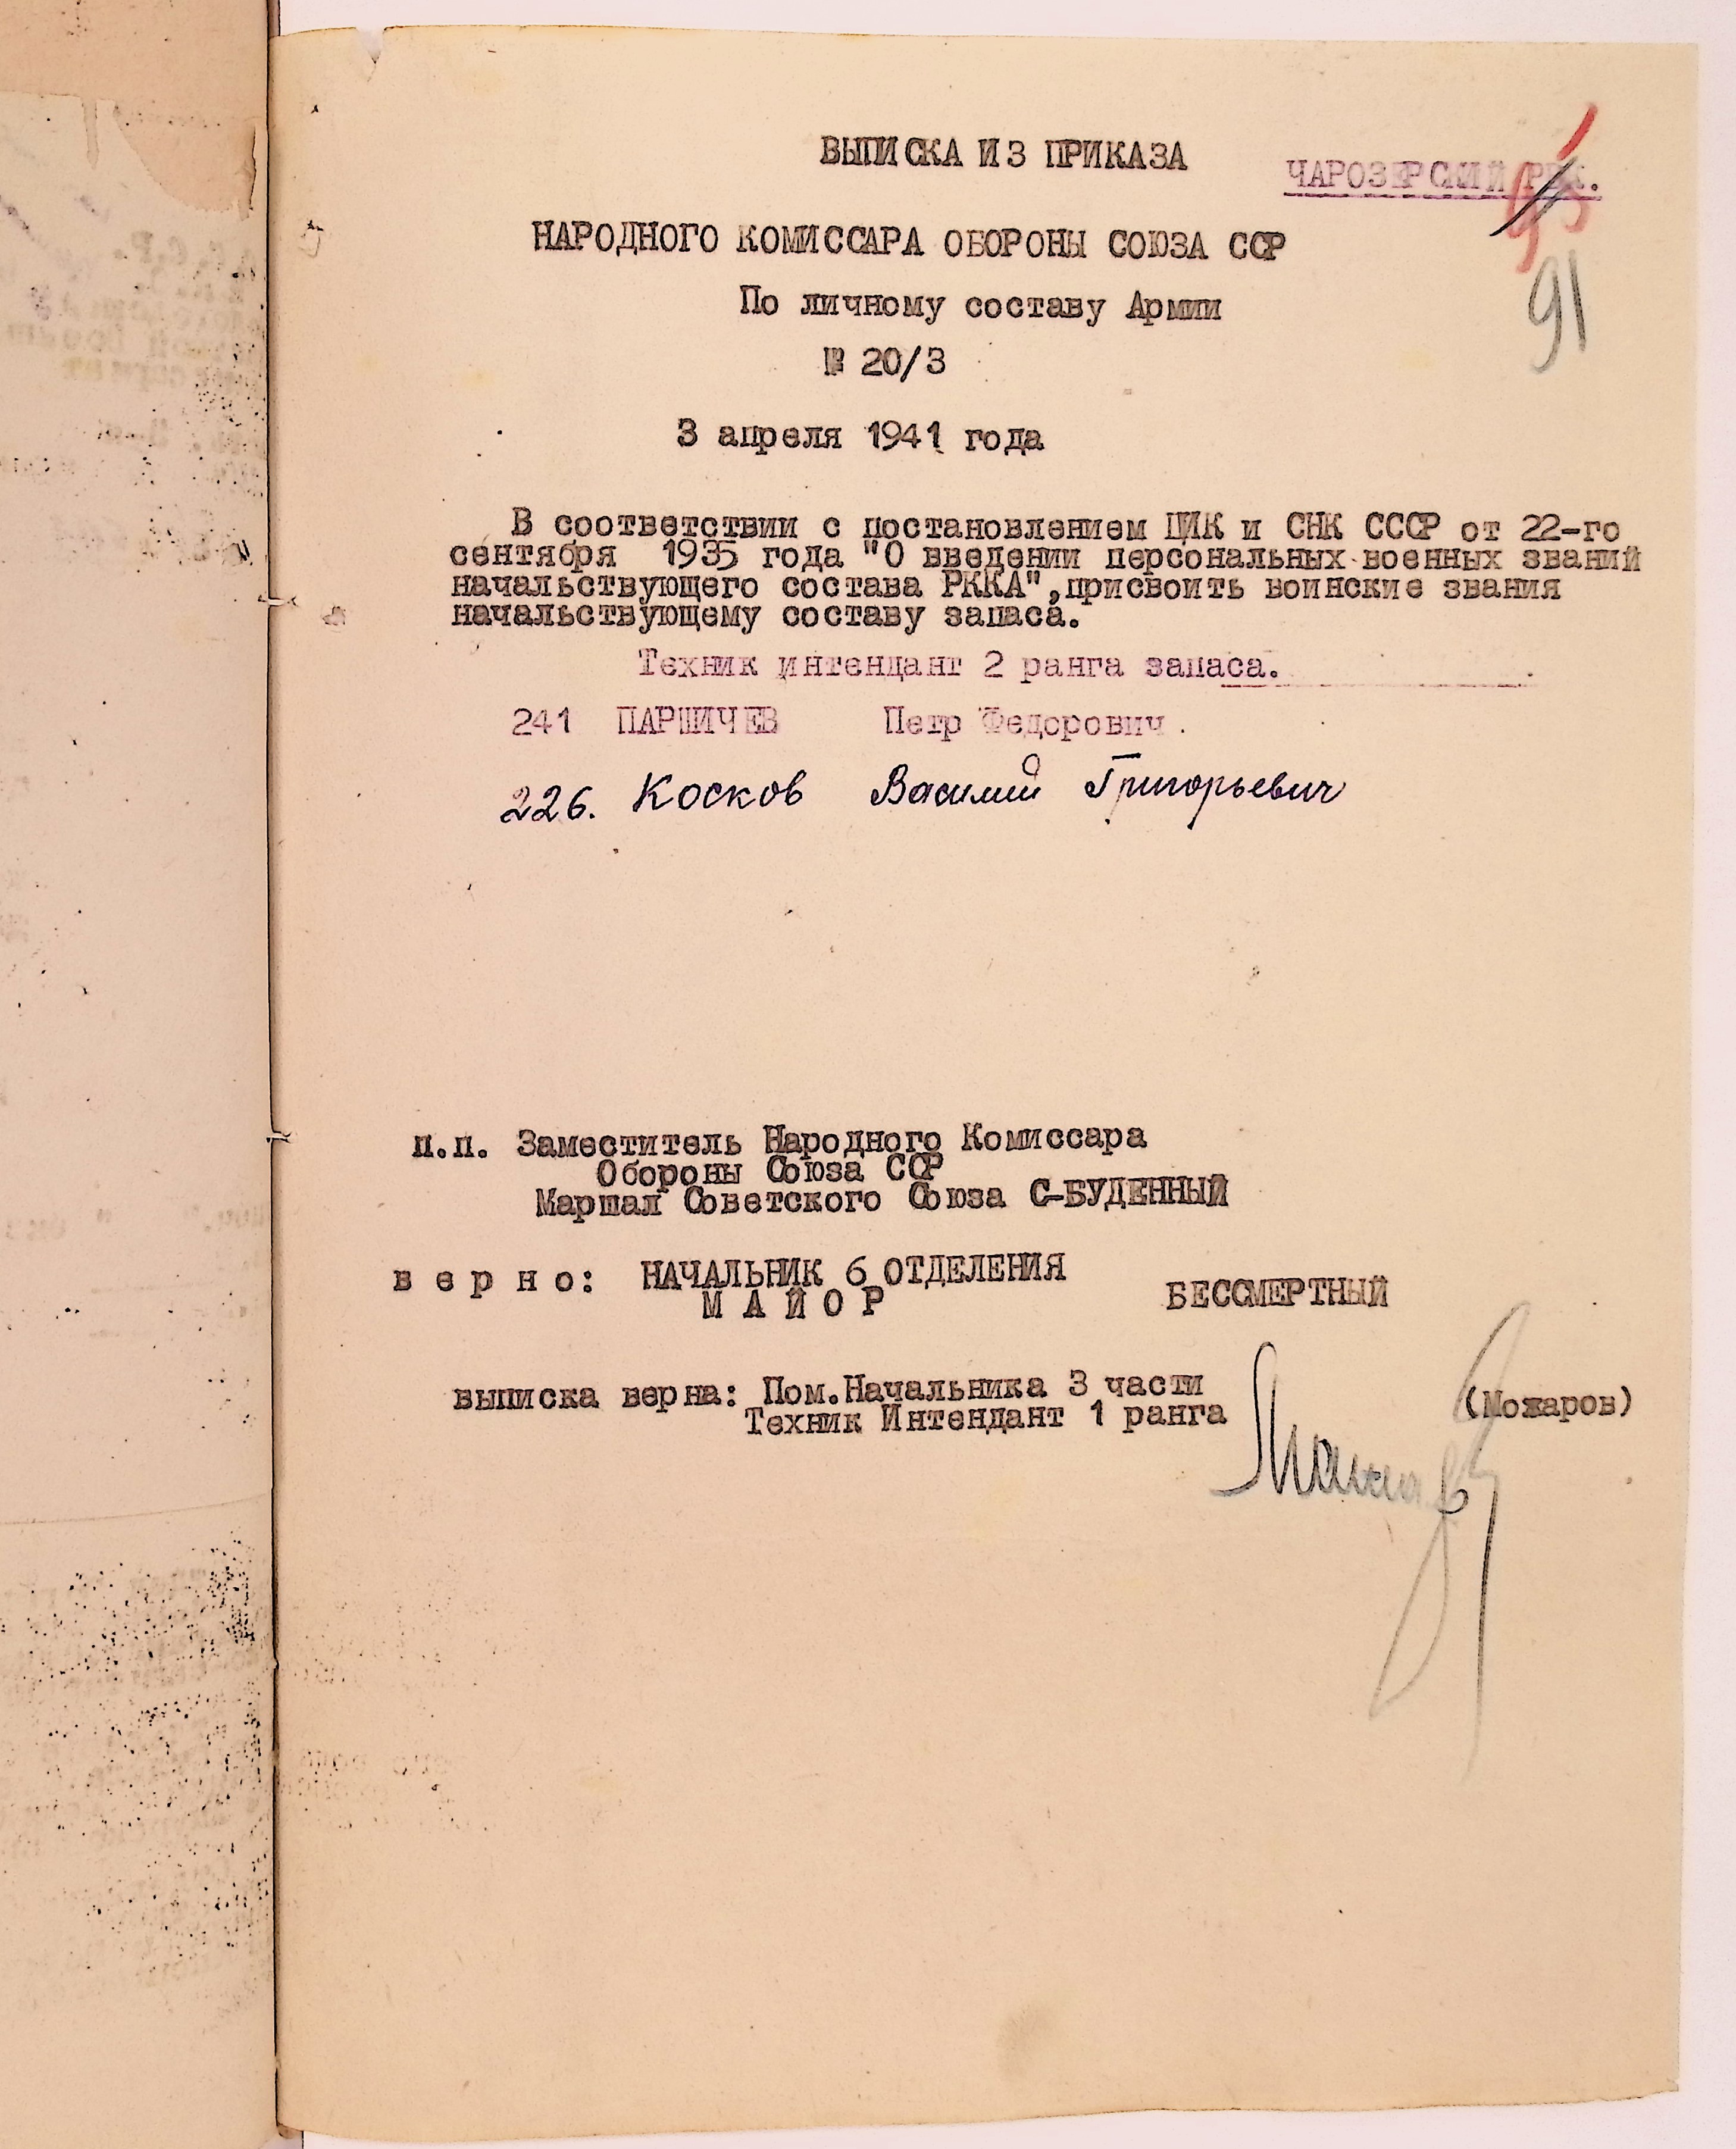 ВЫПИСКА ИЗ ПРИКАЗА
ЧАРОЗЕРСКИЙ РВК.
91
НАРОДНОГО КОМИССАРА ОБОРОНЫ СОЮЗА ССР
По личному составу Армии
№ 20/3
3 апреля 1941 года
В соответствии с постановлением ЦИК и СНК СССР от 22-го
сентября 1935 года "О введении персональных военных званий
начальствующего состава РККА",присвоить воинские звания
начальствующему составу запаса.
Техник интендант 2 ранга запаса.
241 ПАРШИЧЕВ Петр Федорович.
226. Косков Василий Григорьевич
п.п. Заместитель Народного Комиссара
Обороны Союза ССР
Маршал Советского Союза С-БУДЕННЫЙ
в е р н о: НАЧАЛЬНИК 6 ОТДЕЛЕНИЯ
М А Й О Р БЕССМЕРТНЫЙ
выписка верна: Пом.Начальника 3 части
Техник Интендант 1 ранга (Можаров)